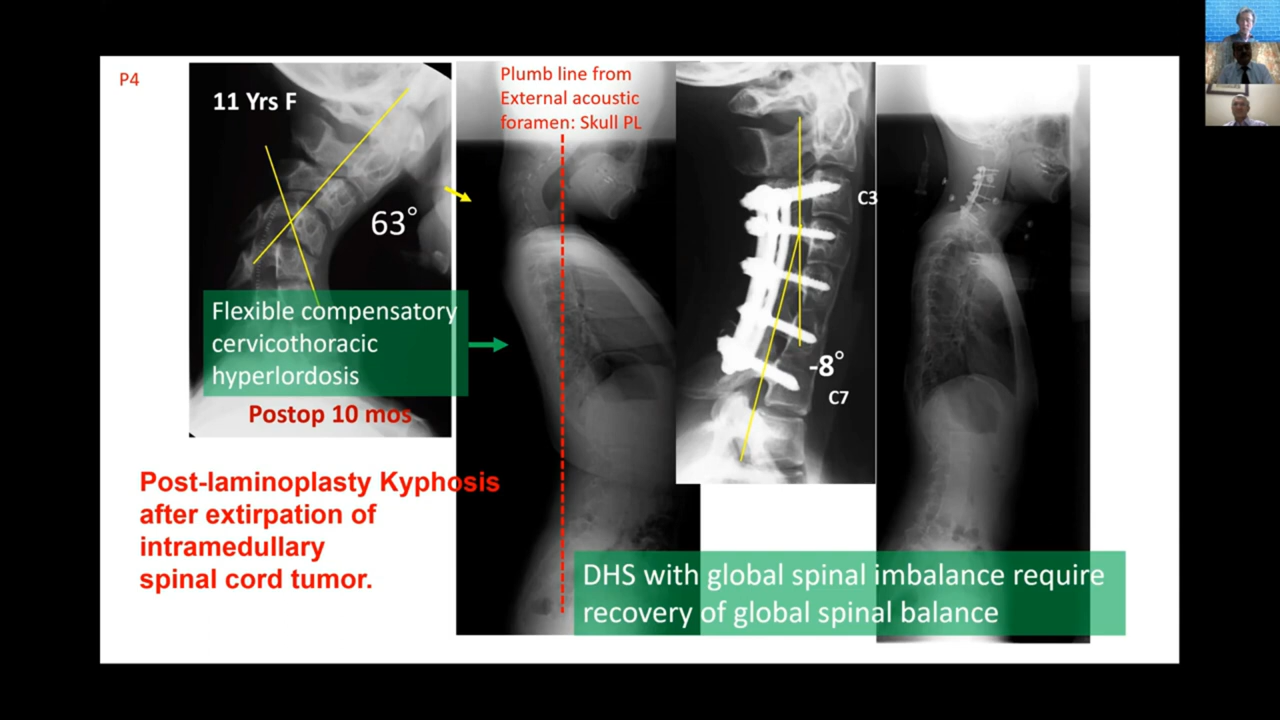 P4
11 Yrs F
63°
Flexible compensatory
cervicothoracic
hyperlordosis
Postop 10 mos
Plumb line from
External acoustic
foramen: Skull PL
C3
-8°
C7
Post-laminoplasty Kyphosis
after extirpation of
intramedullary
spinal cord tumor.
DHS with global spinal imbalance require
recovery of global spinal balance